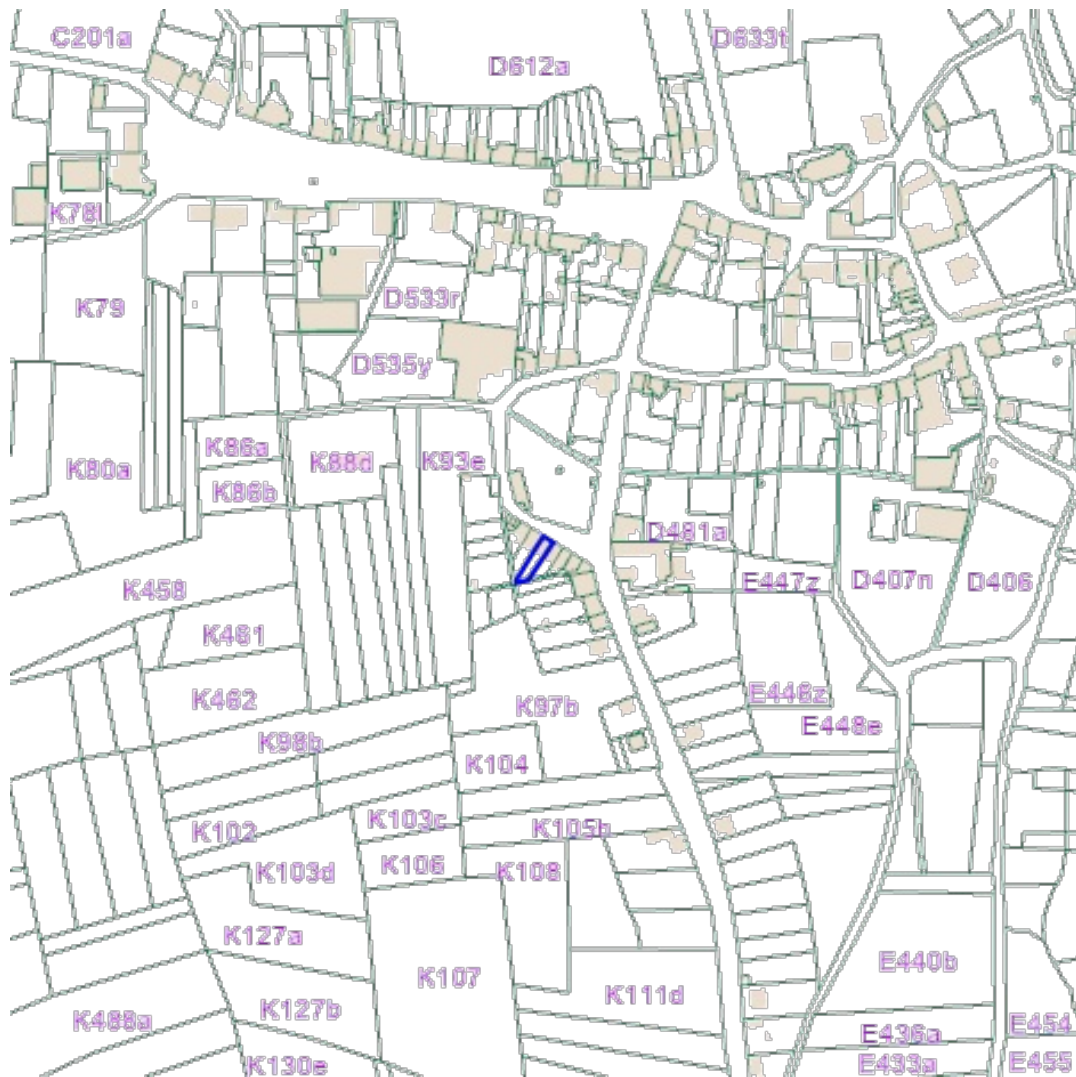 C201a
D633f
D612a
K78l
K79
D533r
D535y
K86a
K88d
K93e
K80a
K86b
D481a
K458
E447z
D407n
D406
K461
K462
K97b
E446z
E448e
K98b
K104
K102
K103c
K105b
K103d
K106
K108
K127a
K107
E440b
K111d
K127b
K488a
E436a
E454
K130e
E433a
E455